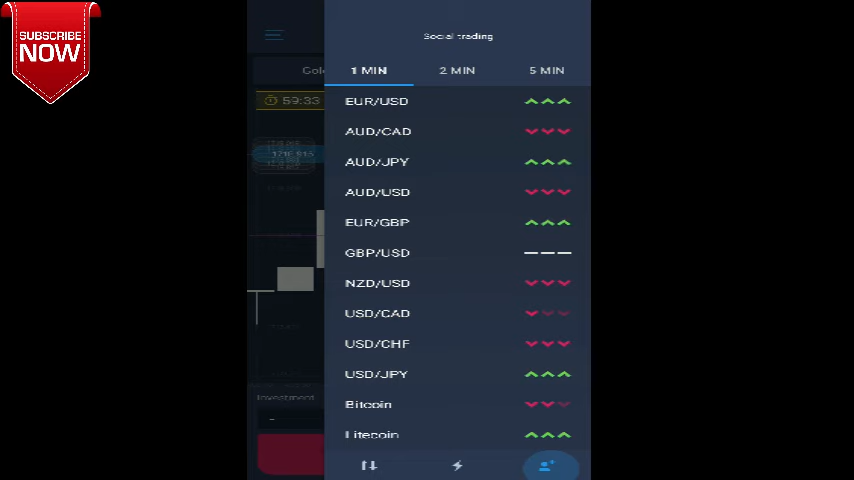 SUBSCRIBE
NOW
Social trading
Gol
1 MIN
2 MIN
5 MIN
59:33
EUR/USD
AUD/CAD
AUD/JPY
AUD/USD
EUR/GBP
GBP/USD
NZD/USD
USD/CAD
USD/CHF
USD/JPY
Investment
Bitcoin
Litecoin